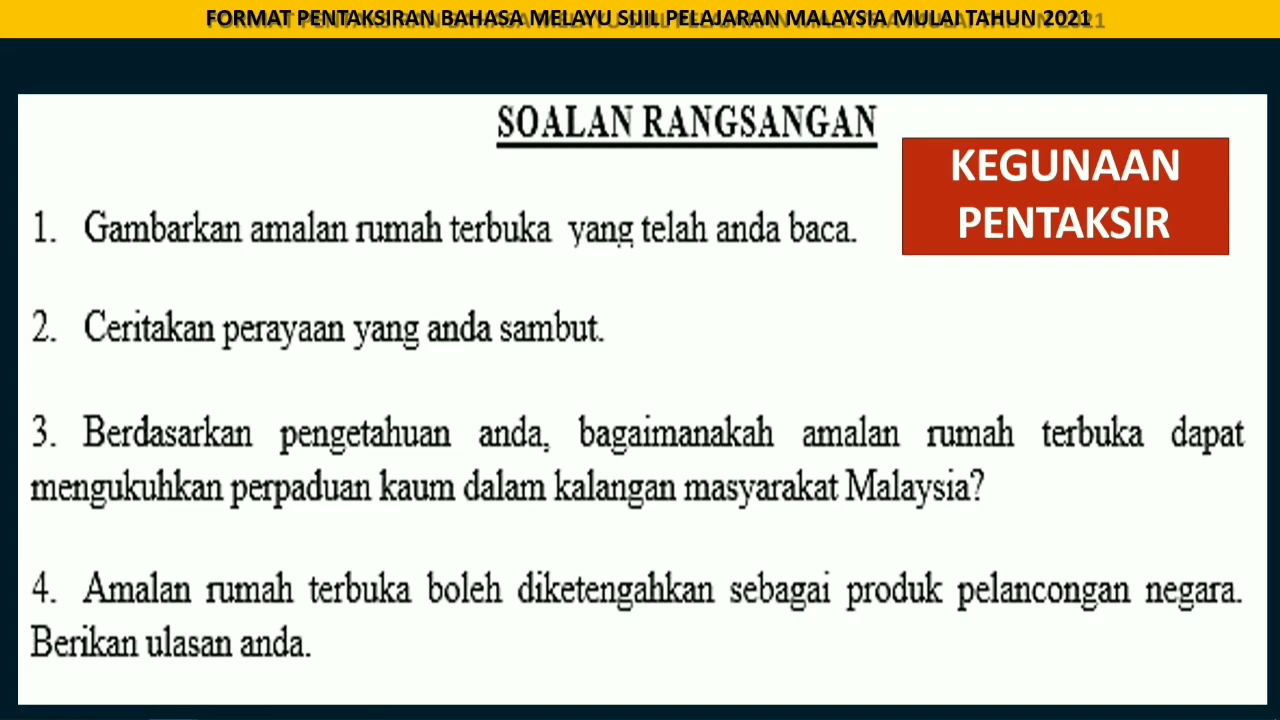 FORMAT PENTAKSIRAN BAHASA MELAYU SIJIL PELAJARAN MALAYSIA MULAI TAHUN 2021
SOALAN RANGSANGAN
KEGUNAAN
PENTAKSIR
1. Gambarkan amalan rumah terbuka yang telah anda baca.
2. Ceritakan perayaan yang anda sambut.
3. Berdasarkan pengetahuan anda, bagaimanakah amalan rumah terbuka dapat
mengukuhkan perpaduan kaum dalam kalangan masyarakat Malaysia?
4. Amalan rumah terbuka boleh diketengahkan sebagai produk pelancongan negara.
Berikan ulasan anda.